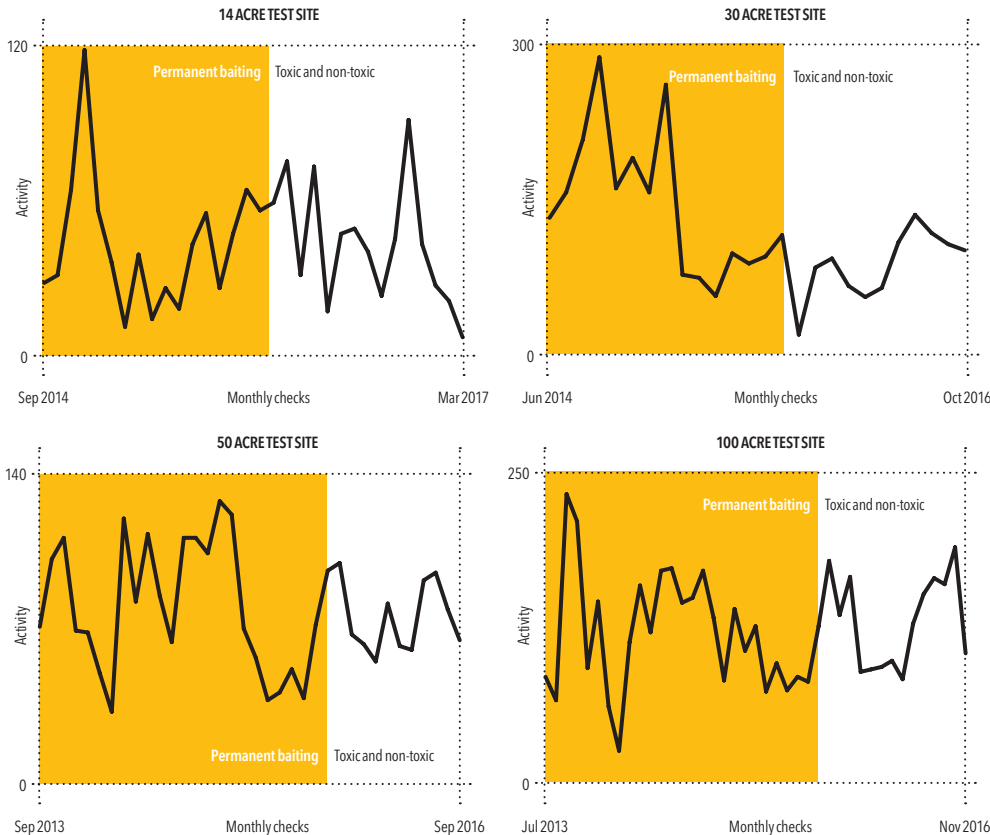 14 ACRE TEST SITE
120
Permanent baiting
Toxic and non-toxic
Activity
0
Sep 2014
Monthly checks
Mar 2017
30 ACRE TEST SITE
300
Permanent baiting
Toxic and non-toxic
Activity
0
Jun 2014
Monthly checks
Oct 2016
50 ACRE TEST SITE
140
Activity
Permanent baiting
Toxic and non-toxic
0
Sep 2013
Monthly checks
Sep 2016
100 ACRE TEST SITE
250
Permanent baiting
Toxic and non-toxic
Activity
0
Jul 2013
Monthly checks
Nov 2016